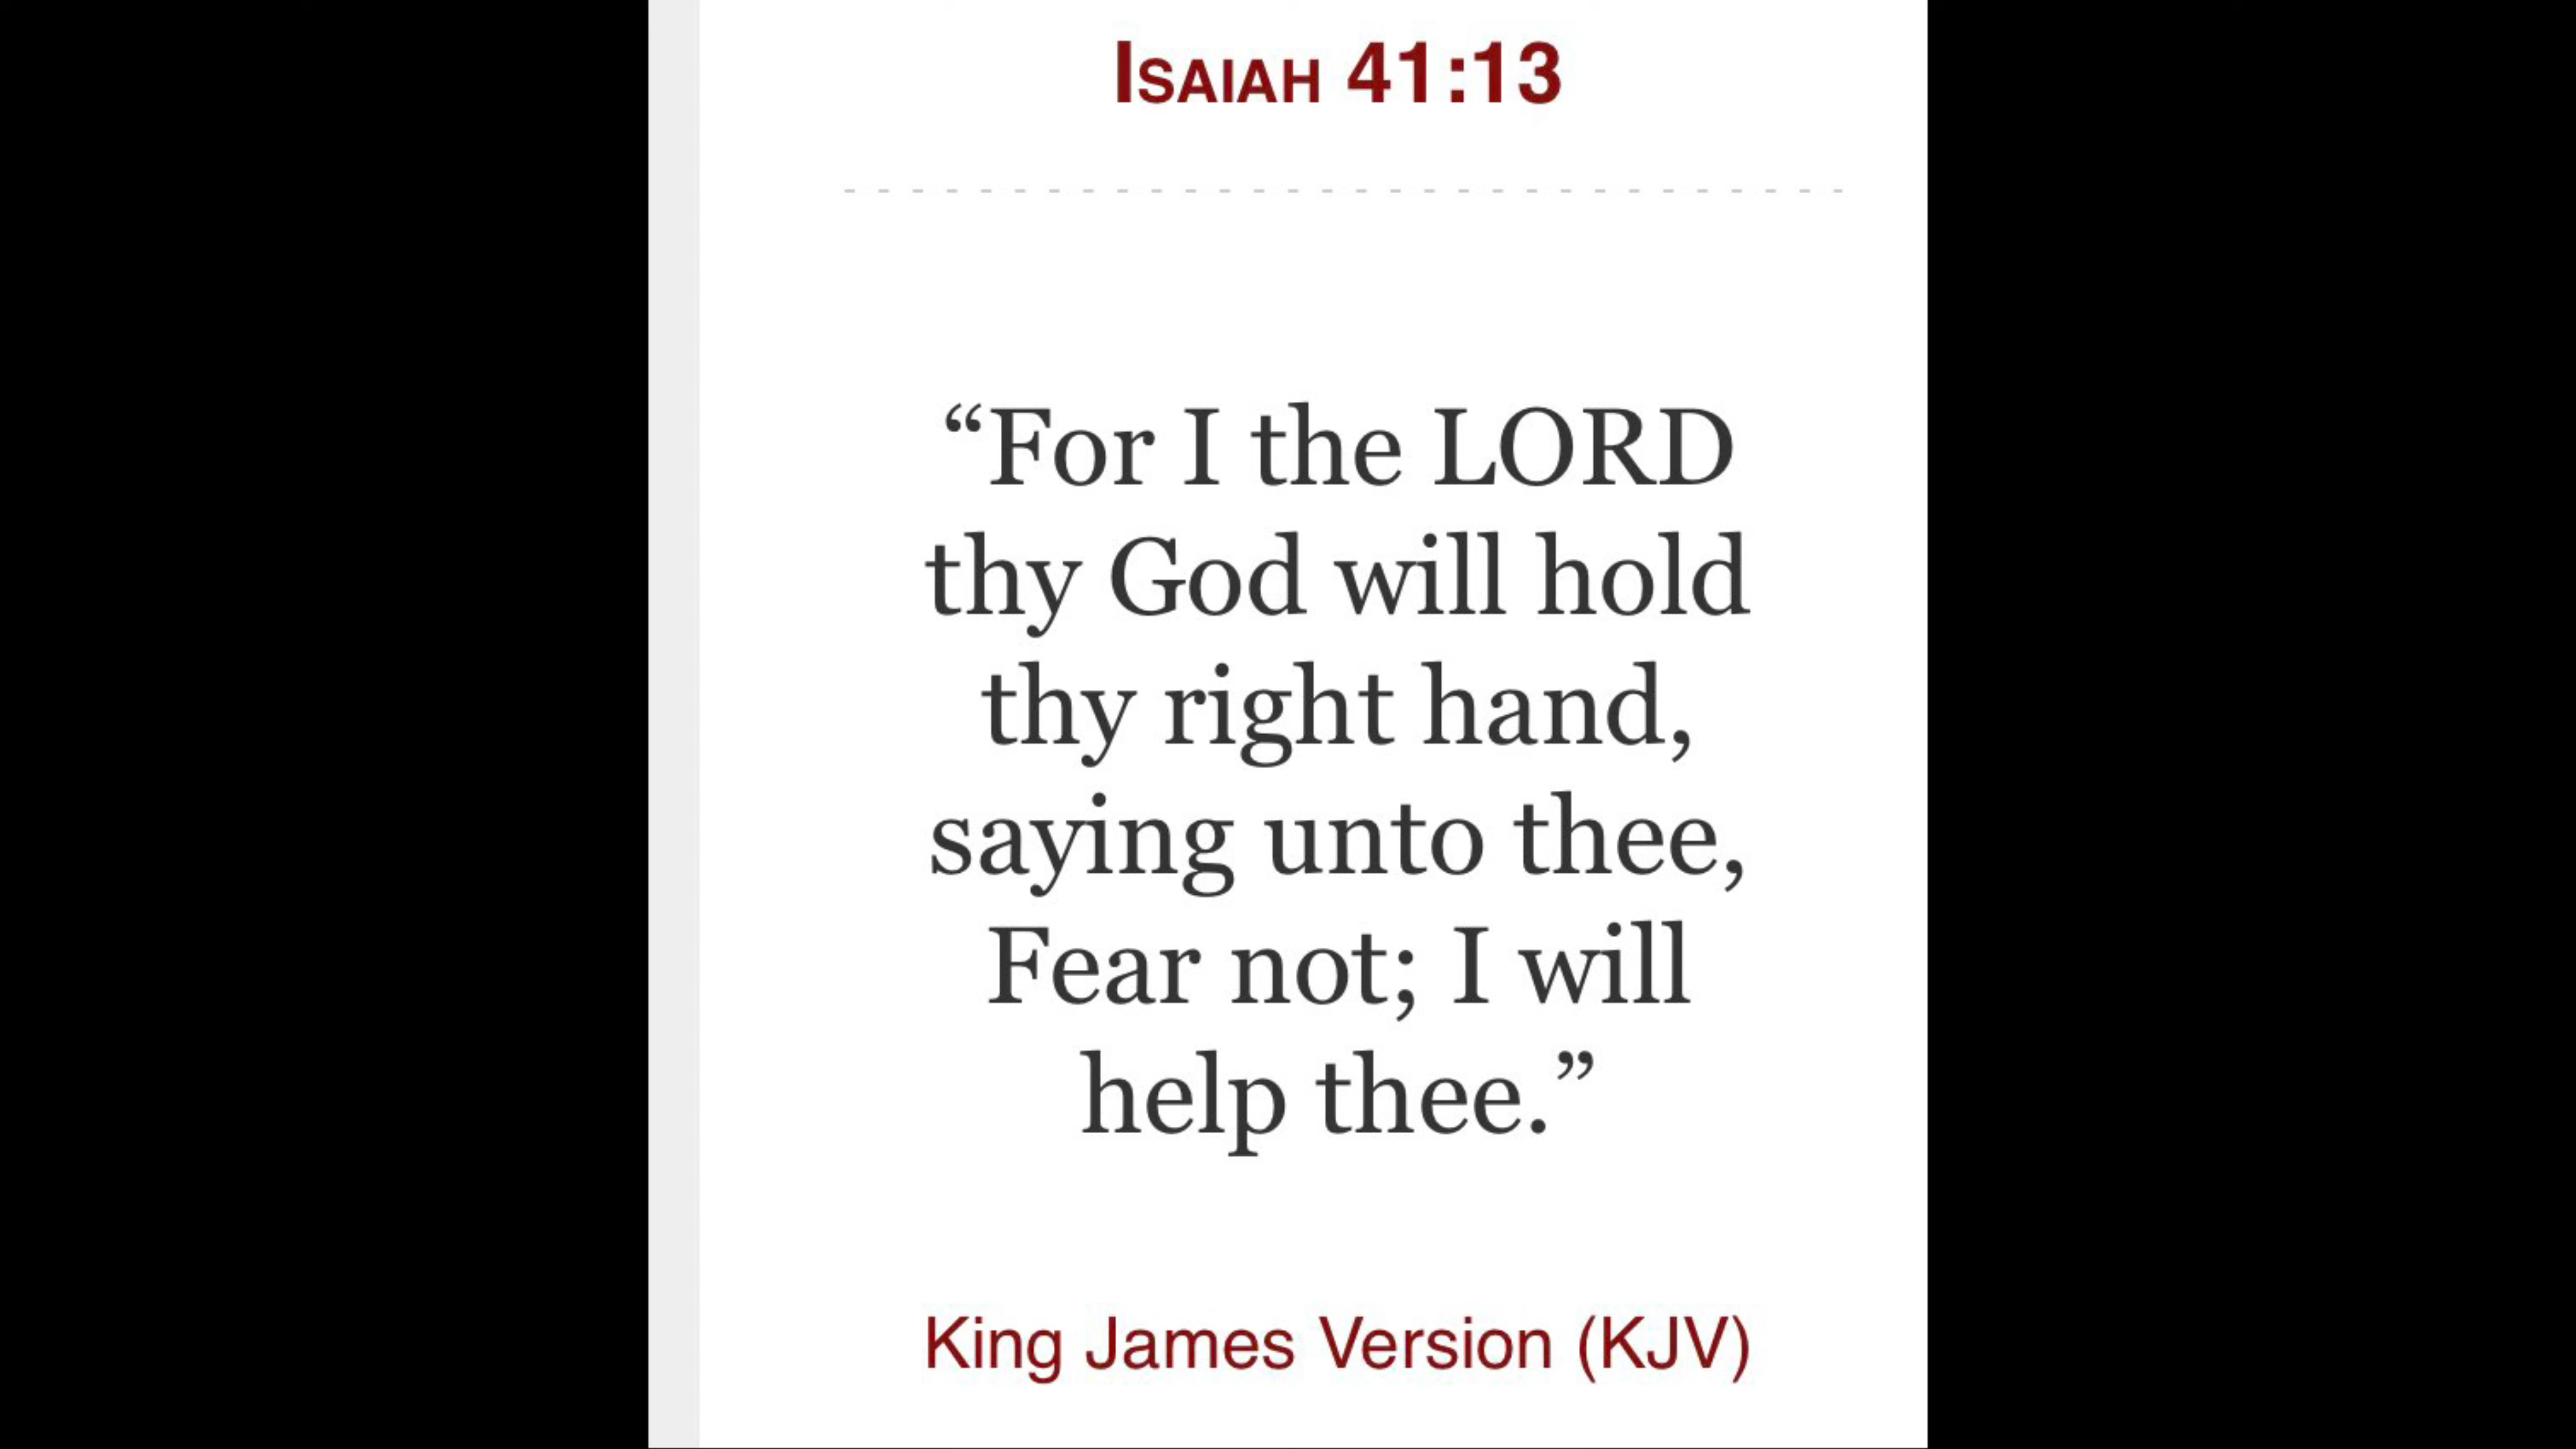 Isaiah 41:13
“For I the LORD
thy God will hold
thy right hand,
saying unto thee,
Fear not; I will
help thee.”
King James Version (KJV)